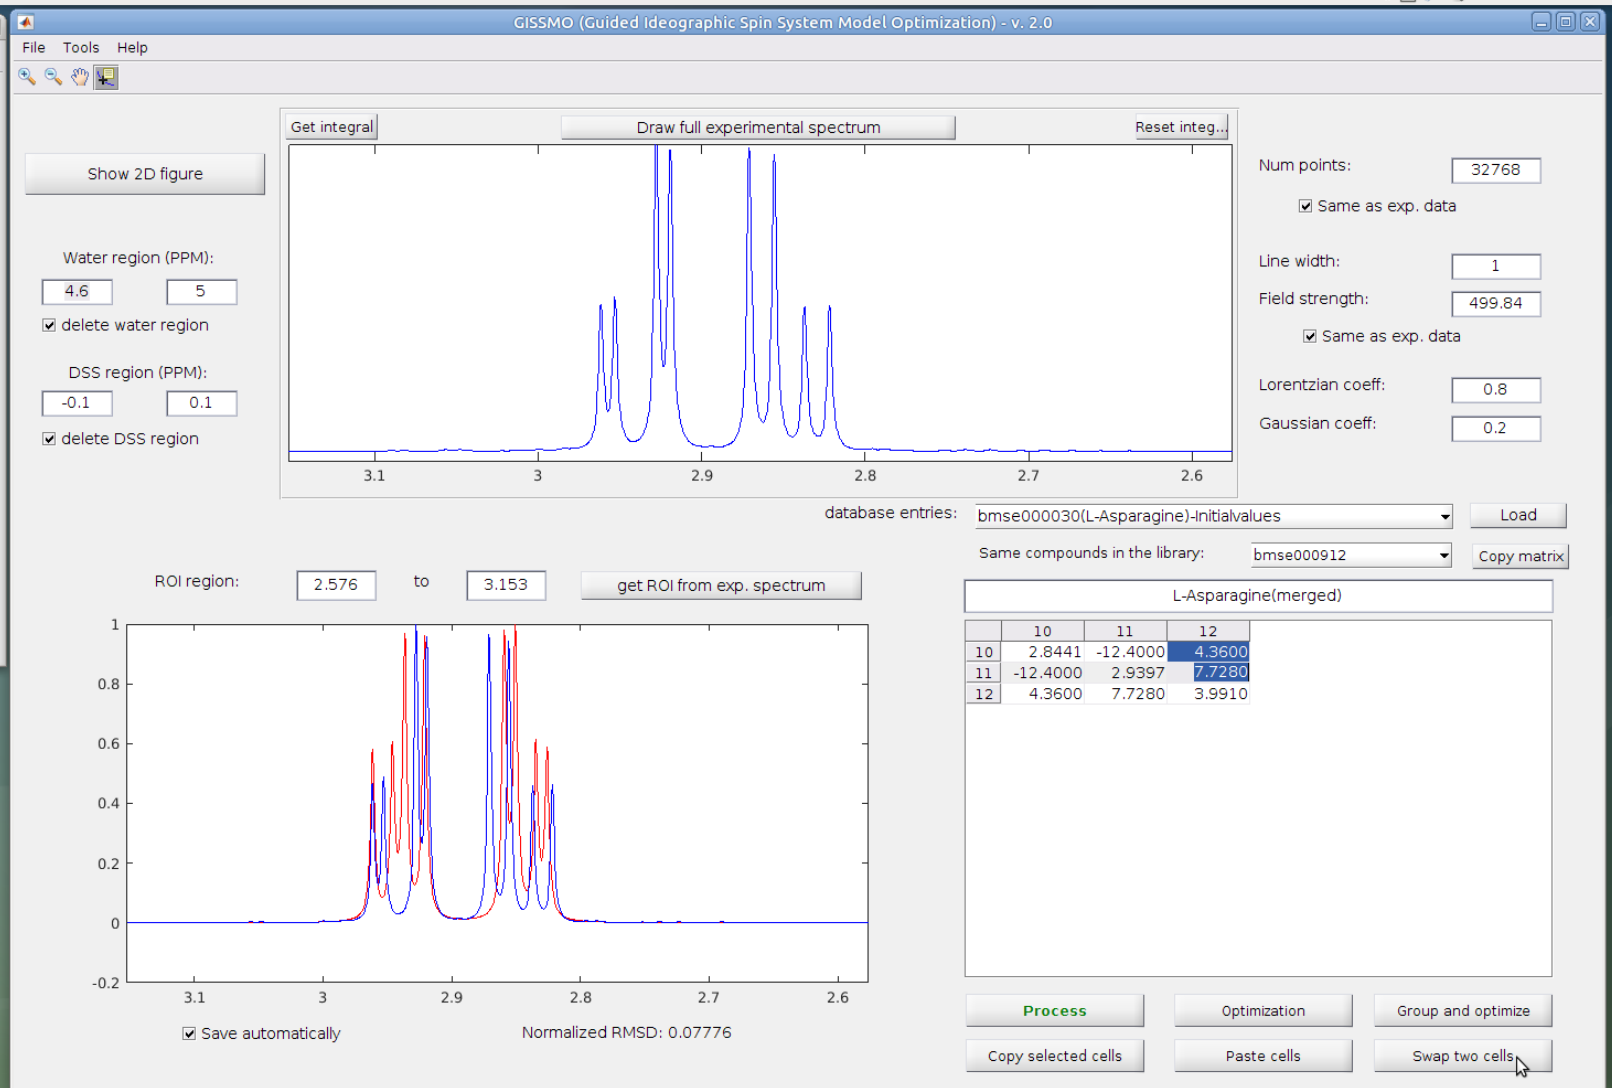 GISSMO (Guided Ideographic Spin System Model Optimization) - v. 2.0
File Tools Help
Get integral Draw full experimental spectrum Reset integ...
Show 2D figure
Water region (PPM):
4.6 5
delete water region
DSS region (PPM):
-0.1 0.1
delete DSS region
3.1 3 2.9 2.8 2.7 2.6
Num points: 32768
Same as exp. data
Line width: 1
Field strength: 499.84
Same as exp. data
Lorentzian coeff: 0.8
Gaussian coeff: 0.2
database entries: bmse000030(L-Asparagine)-Initialvalues Load
Same compounds in the library: bmse000912 Copy matrix
ROI region: 2.576 to 3.153 get ROI from exp. spectrum
L-Asparagine(merged)
10 11 12
10 2.8441 -12.4000 4.3600
11 -12.4000 2.9397 7.7280
12 4.3600 7.7280 3.9910
1
0.8
0.6
0.4
0.2
0
-0.2
3.1 3 2.9 2.8 2.7 2.6
Save automatically Normalized RMSD: 0.07776
Process Optimization Group and optimize
Copy selected cells Paste cells Swap two cells